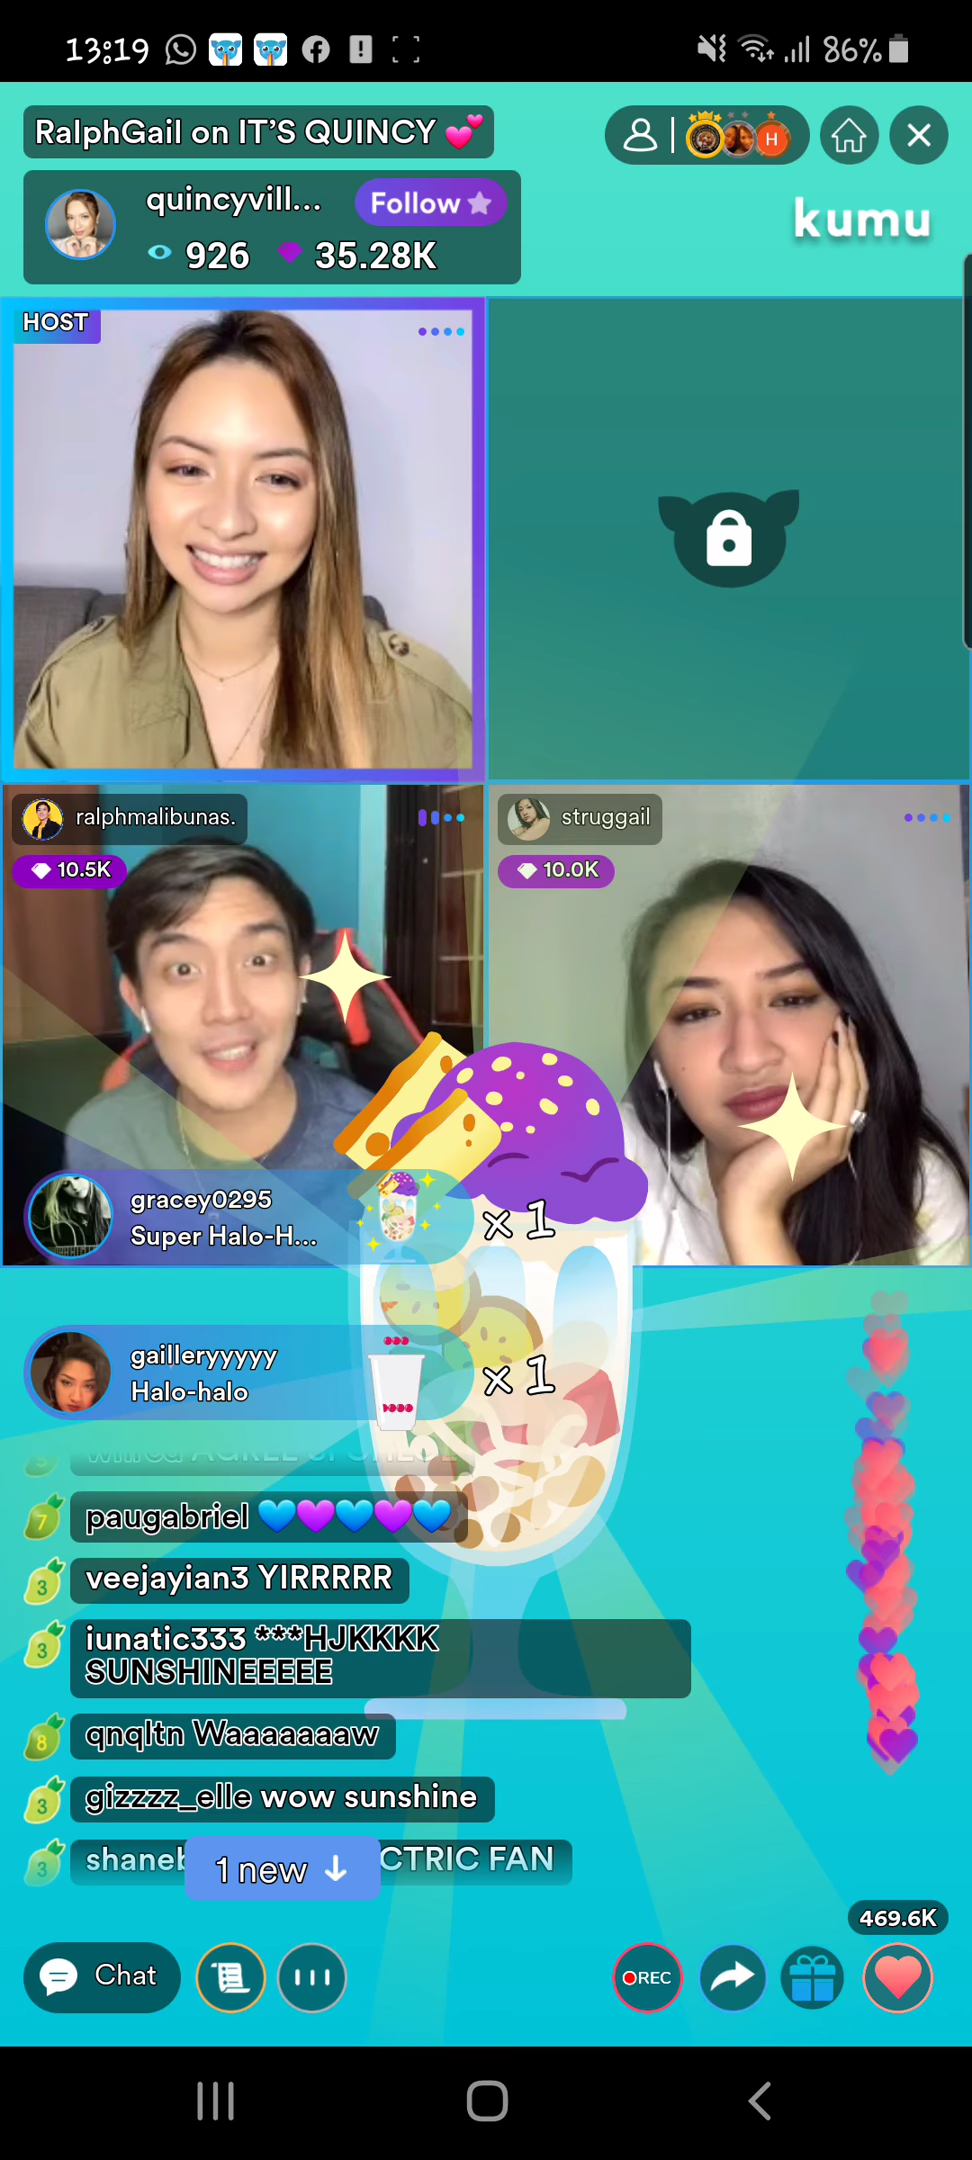 13:19
86%
RalphGail on IT'S QUINCY 💕
H
quincyvill...
Follow
926
35.28K
kumu
HOST
ralphmalibunas.
10.5K
struggail
10.0K
gracey0295
Super Halo-H...
x 1
gailleryyyyy
Halo-halo
x 1
7 paugabriel 💙💜💙💜💙
3 veejayian3 YIRRRRR
3 iunatic333 ***HJKKKK
SUNSHINEEEEE
8 qnqltn Waaaaaaaw
3 gizzzz_elle wow sunshine
3 shaneb
CTRIC FAN
1 new ↓
469.6K
Chat
REC